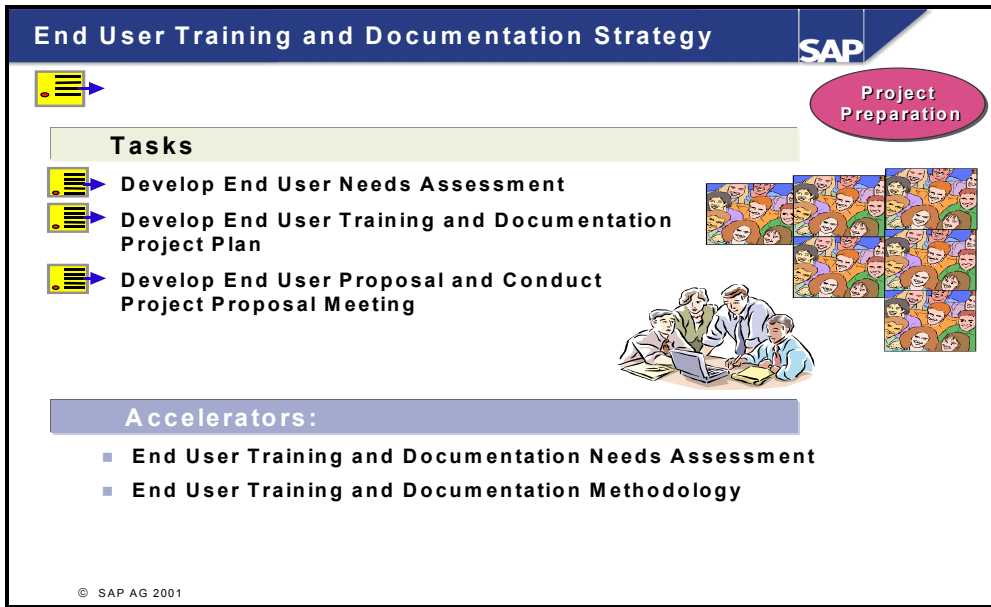 End User Training and Documentation Strategy
SAP
Project
Preparation
Tasks
Develop End User Needs Assessment
Develop End User Training and Documentation
Project Plan
Develop End User Proposal and Conduct
Project Proposal Meeting
Accelerators:
End User Training and Documentation Needs Assessment
End User Training and Documentation Methodology
© SAP AG 2001